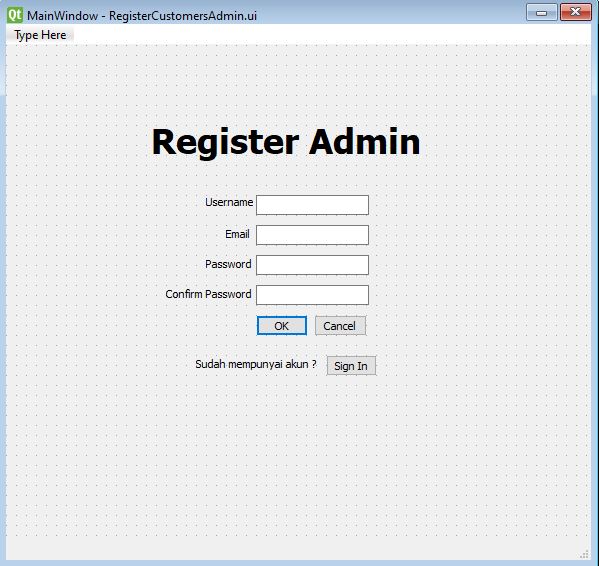 Qt MainWindow - RegisterCustomersAdmin.ui
Type Here
Register Admin
Username
Email
Password
Confirm Password
OK Cancel
Sudah mempunyai akun ? Sign In